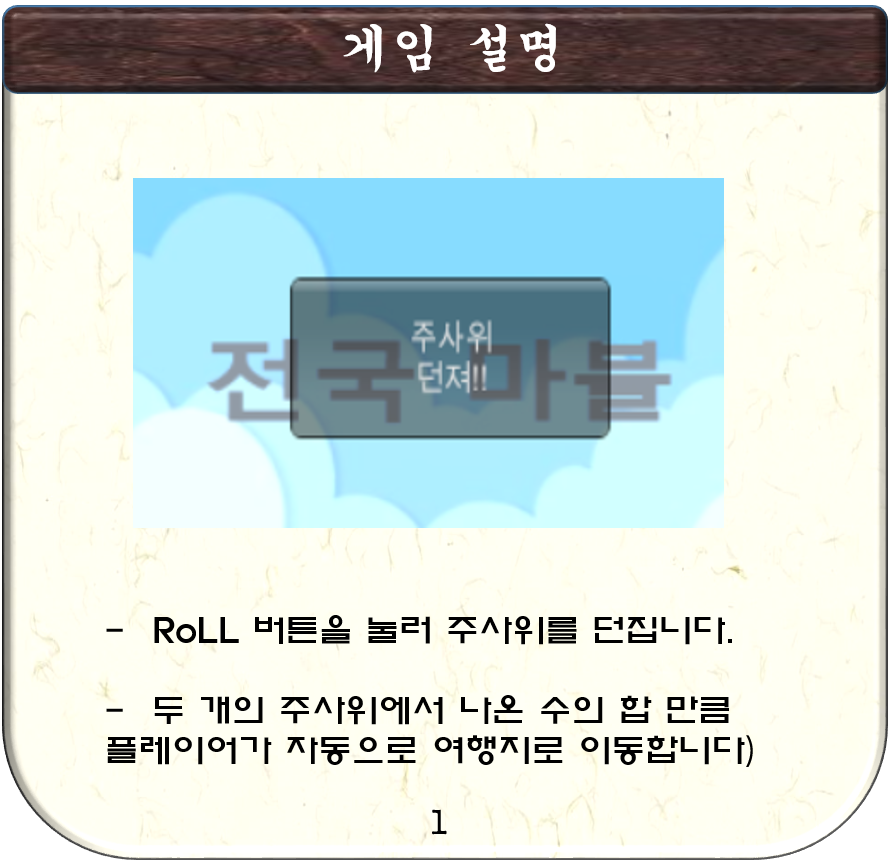 게임 설명
주사위
던져!!
전국 마블
- RoLL 버튼을 눌러 주사위를 던집니다.
- 두 개의 주사위에서 나온 수의 합 만큼
플레이어가 자동으로 여행지로 이동합니다)
1